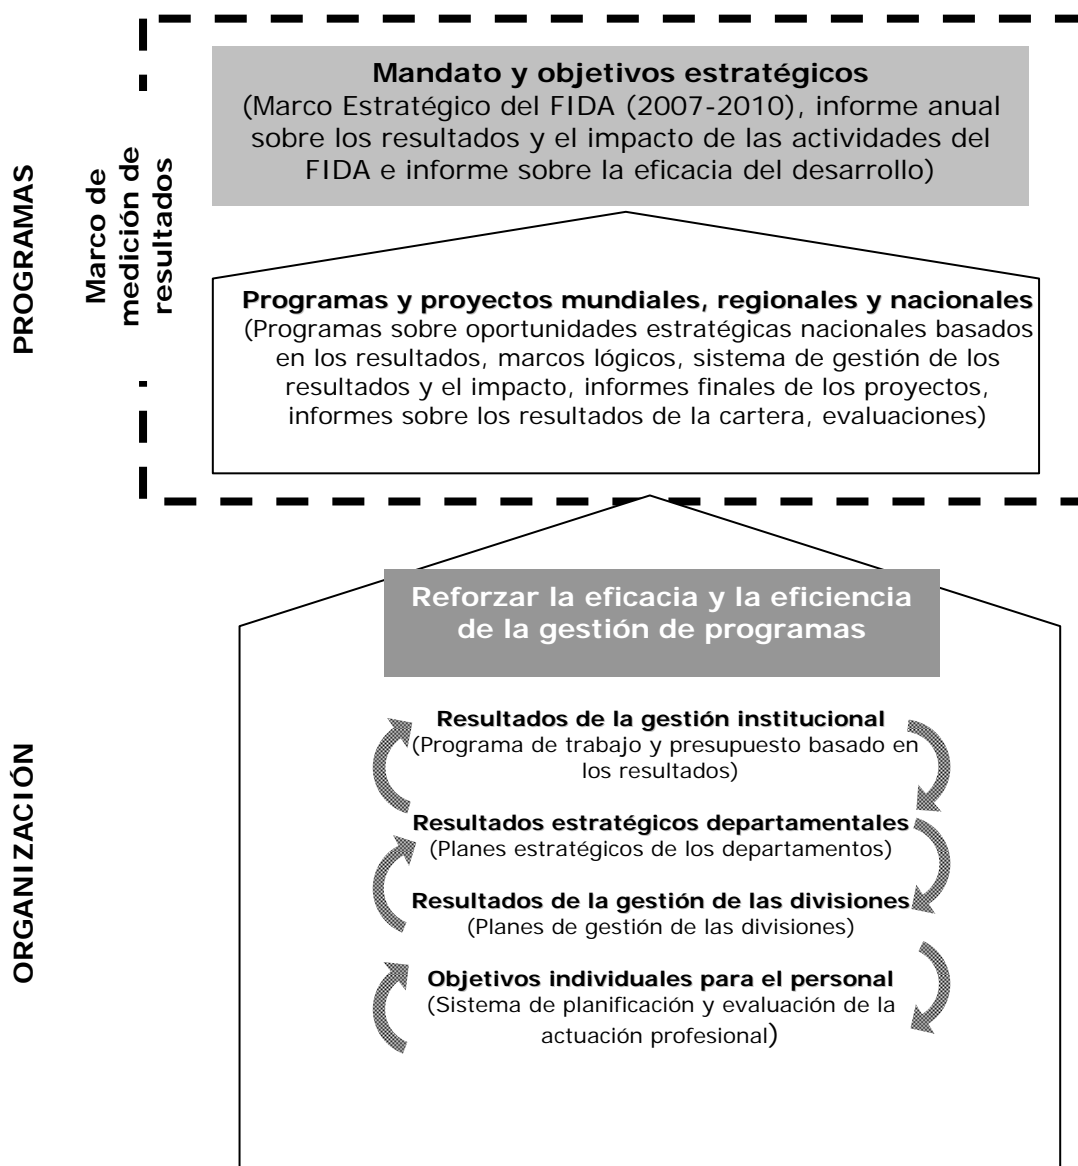 Mandato y objetivos estratégicos
(Marco Estratégico del FIDA (2007-2010), informe anual
sobre los resultados y el impacto de las actividades del
FIDA e informe sobre la eficacia del desarrollo)
PROGRAMAS
Marco de
medición de
resultados
Programas y proyectos mundiales, regionales y nacionales
(Programas sobre oportunidades estratégicas nacionales basados
en los resultados, marcos lógicos, sistema de gestión de los
resultados y el impacto, informes finales de los proyectos,
informes sobre los resultados de la cartera, evaluaciones)
Reforzar la eficacia y la eficiencia
de la gestión de programas
ORGANIZACIÓN
Resultados de la gestión institucional
(Programa de trabajo y presupuesto basado en
los resultados)
Resultados estratégicos departamentales
(Planes estratégicos de los departamentos)
Resultados de la gestión de las divisiones
(Planes de gestión de las divisiones)
Objetivos individuales para el personal
(Sistema de planificación y evaluación de la
actuación profesional)